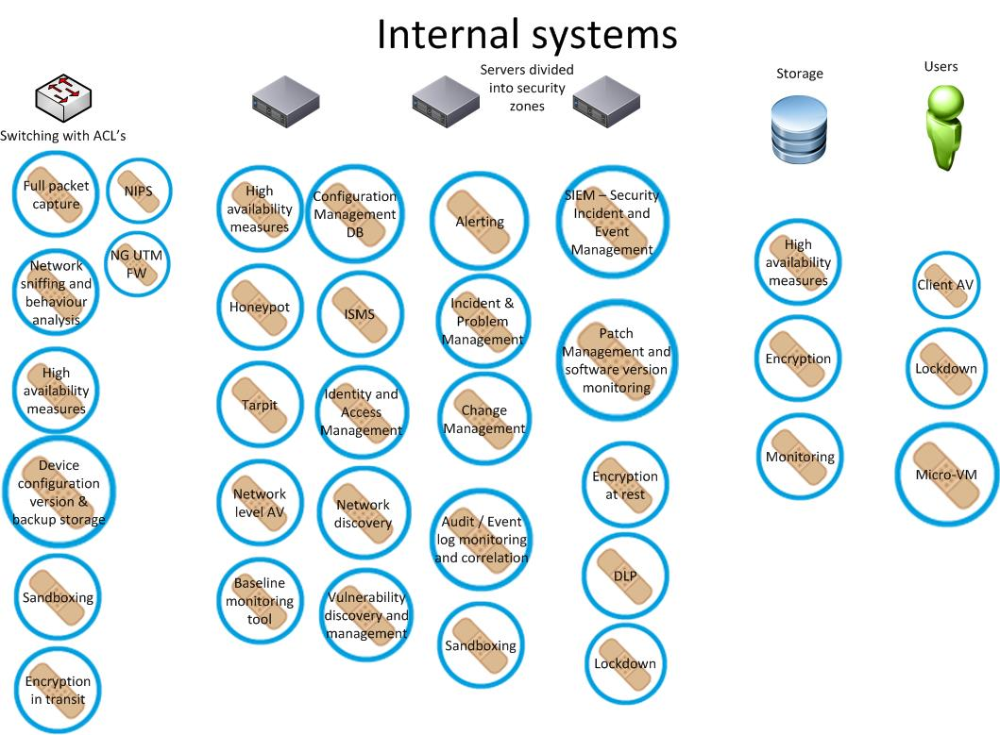 Internal systems
Servers divided
into security
zones
Storage
Users
Switching with ACL's
Full packet
capture
NIPS
NG UTM
FW
Network
sniffing and
behaviour
analysis
High
availability
measures
Device
configuration
version &
backup storage
Sandboxing
Encryption
in transit
High
availability
measures
Honeypot
Tarpit
Network
level AV
Baseline
monitoring
tool
Configuration
Management
DB
ISMS
Identity and
Access
Management
Network
discovery
Vulnerability
discovery and
management
Alerting
Incident &
Problem
Management
Change
Management
Audit / Event
log monitoring
and correlation
Sandboxing
SIEM – Security
Incident and
Event
Management
Patch
Management and
software version
monitoring
Encryption
at rest
DLP
Lockdown
High
availability
measures
Encryption
Monitoring
Client AV
Lockdown
Micro-VM